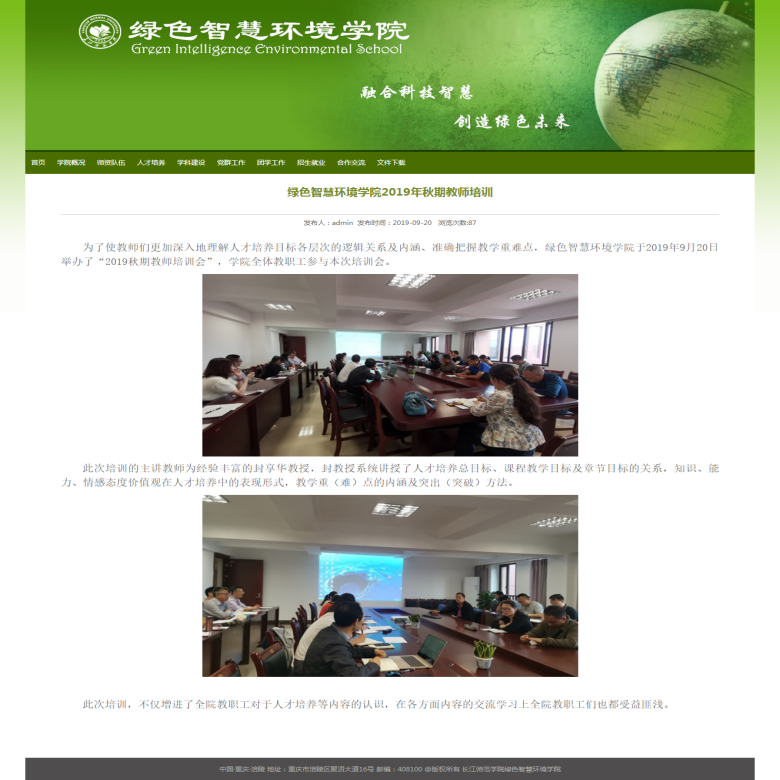 绿色智慧环境学院
Green Intelligence Environmental School
融合科技智慧
创造绿色未来
首页 学院概况 师资队伍 人才培养 学科建设 党群工作 团学工作 招生就业 合作交流 文件下载
绿色智慧环境学院2019年秋期教师培训
发布人：admin 发布时间：2019-09-20 浏览次数:87
为了使教师们更加深入地理解人才培养目标各层次的逻辑关系及内涵、准确把握教学重难点，绿色智慧环境学院于2019年9月20日
举办了“2019秋期教师培训会”，学院全体教职工参与本次培训会。
此次培训的主讲教师为经验丰富的封享华教授，封教授系统讲授了人才培养总目标、课程教学目标及章节目标的关系，知识、能
力、情感态度价值观在人才培养中的表现形式，教学重（难）点的内涵及突出（突破）方法。
此次培训，不仅增进了全院教职工对于人才培养等内容的认识，在各方面内容的交流学习上全院教职工们也都受益匪浅。
中国·重庆·涪陵 地址：重庆市涪陵区聚贤大道16号 邮编：408100 @版权所有 长江师范学院绿色智慧环境学院